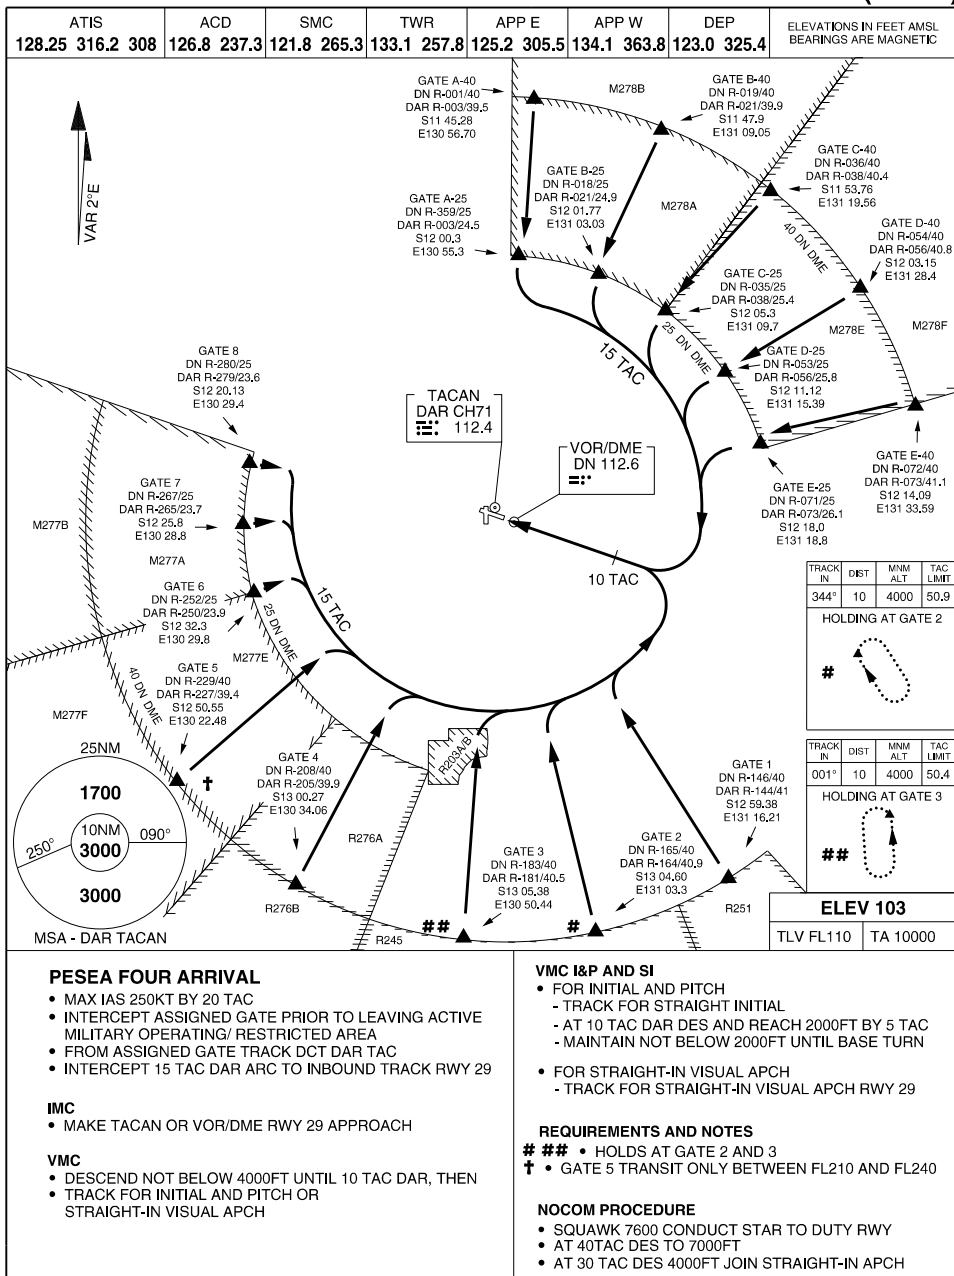 ATIS
128.25 316.2 308
ACD
126.8 237.3
SMC
121.8 265.3
TWR
133.1 257.8
APP E
125.2 305.5
APP W
134.1 363.8
DEP
123.0 325.4
ELEVATIONS IN FEET AMSL
BEARINGS ARE MAGNETIC
VAR 2°E
GATE A-40
DN R-001/40
DAR R-003/39.5
S11 45.28
E130 56.70
M278B
GATE B-40
DN R-019/40
DAR R-021/39.9
S11 47.9
E131 09.05
GATE C-40
DN R-036/40
DAR R-038/40.4
S11 53.76
E131 19.56
GATE B-25
DN R-018/25
DAR R-021/24.9
S12 01.77
E131 03.03
GATE A-25
DN R-359/25
DAR R-003/24.5
S12 00.3
E130 55.3
M278A
40 DN DME
GATE D-40
DN R-054/40
DAR R-056/40.8
S12 03.15
E131 28.4
GATE C-25
DN R-035/25
DAR R-038/25.4
S12 05.3
E131 09.7
M278E
M278F
25 DN DME
15 TAC
GATE D-25
DN R-053/25
DAR R-056/25.8
S12 11.12
E131 15.39
GATE 8
DN R-280/25
DAR R-279/23.6
S12 20.13
E130 29.4
TACAN
DAR CH71
112.4
VOR/DME
DN 112.6
GATE E-40
DN R-072/40
DAR R-073/41.1
S12 14.09
E131 33.59
GATE E-25
DN R-071/25
DAR R-073/26.1
S12 18.0
E131 18.8
GATE 7
DN R-267/25
DAR R-265/23.7
S12 25.8
E130 28.8
M277B
M277A
10 TAC
15 TAC
GATE 6
DN R-252/25
DAR R-250/23.9
S12 32.3
E130 29.8
25 DN DME
M277E
40 DN DME
GATE 5
DN R-229/40
DAR R-227/39.4
S12 50.55
E130 22.48
M277F
†
TRACK IN DIST MNM ALT TAC LIMIT
344° 10 4000 50.9
HOLDING AT GATE 2
#
TRACK IN DIST MNM ALT TAC LIMIT
001° 10 4000 50.4
HOLDING AT GATE 3
##
25NM
1700
10NM
3000
250°
090°
3000
MSA - DAR TACAN
R203A/B
GATE 4
DN R-208/40
DAR R-205/39.9
S13 00.27
E130 34.06
R276A
R276B
R245
GATE 3
DN R-183/40
DAR R-181/40.5
S13 05.38
E130 50.44
##
GATE 2
DN R-165/40
DAR R-164/40.9
S13 04.60
E131 03.3
#
GATE 1
DN R-146/40
DAR R-144/41
S12 59.38
E131 16.21
R251
ELEV 103
TLV FL110 TA 10000
PESEA FOUR ARRIVAL
• MAX IAS 250KT BY 20 TAC
• INTERCEPT ASSIGNED GATE PRIOR TO LEAVING ACTIVE
MILITARY OPERATING/ RESTRICTED AREA
• FROM ASSIGNED GATE TRACK DCT DAR TAC
• INTERCEPT 15 TAC DAR ARC TO INBOUND TRACK RWY 29
IMC
• MAKE TACAN OR VOR/DME RWY 29 APPROACH
VMC
• DESCEND NOT BELOW 4000FT UNTIL 10 TAC DAR, THEN
• TRACK FOR INITIAL AND PITCH OR
STRAIGHT-IN VISUAL APCH
VMC I&P AND SI
• FOR INITIAL AND PITCH
- TRACK FOR STRAIGHT INITIAL
- AT 10 TAC DAR DES AND REACH 2000FT BY 5 TAC
- MAINTAIN NOT BELOW 2000FT UNTIL BASE TURN
• FOR STRAIGHT-IN VISUAL APCH
- TRACK FOR STRAIGHT-IN VISUAL APCH RWY 29
REQUIREMENTS AND NOTES
# ## • HOLDS AT GATE 2 AND 3
† • GATE 5 TRANSIT ONLY BETWEEN FL210 AND FL240
NOCOM PROCEDURE
• SQUAWK 7600 CONDUCT STAR TO DUTY RWY
• AT 40TAC DES TO 7000FT
• AT 30 TAC DES 4000FT JOIN STRAIGHT-IN APCH